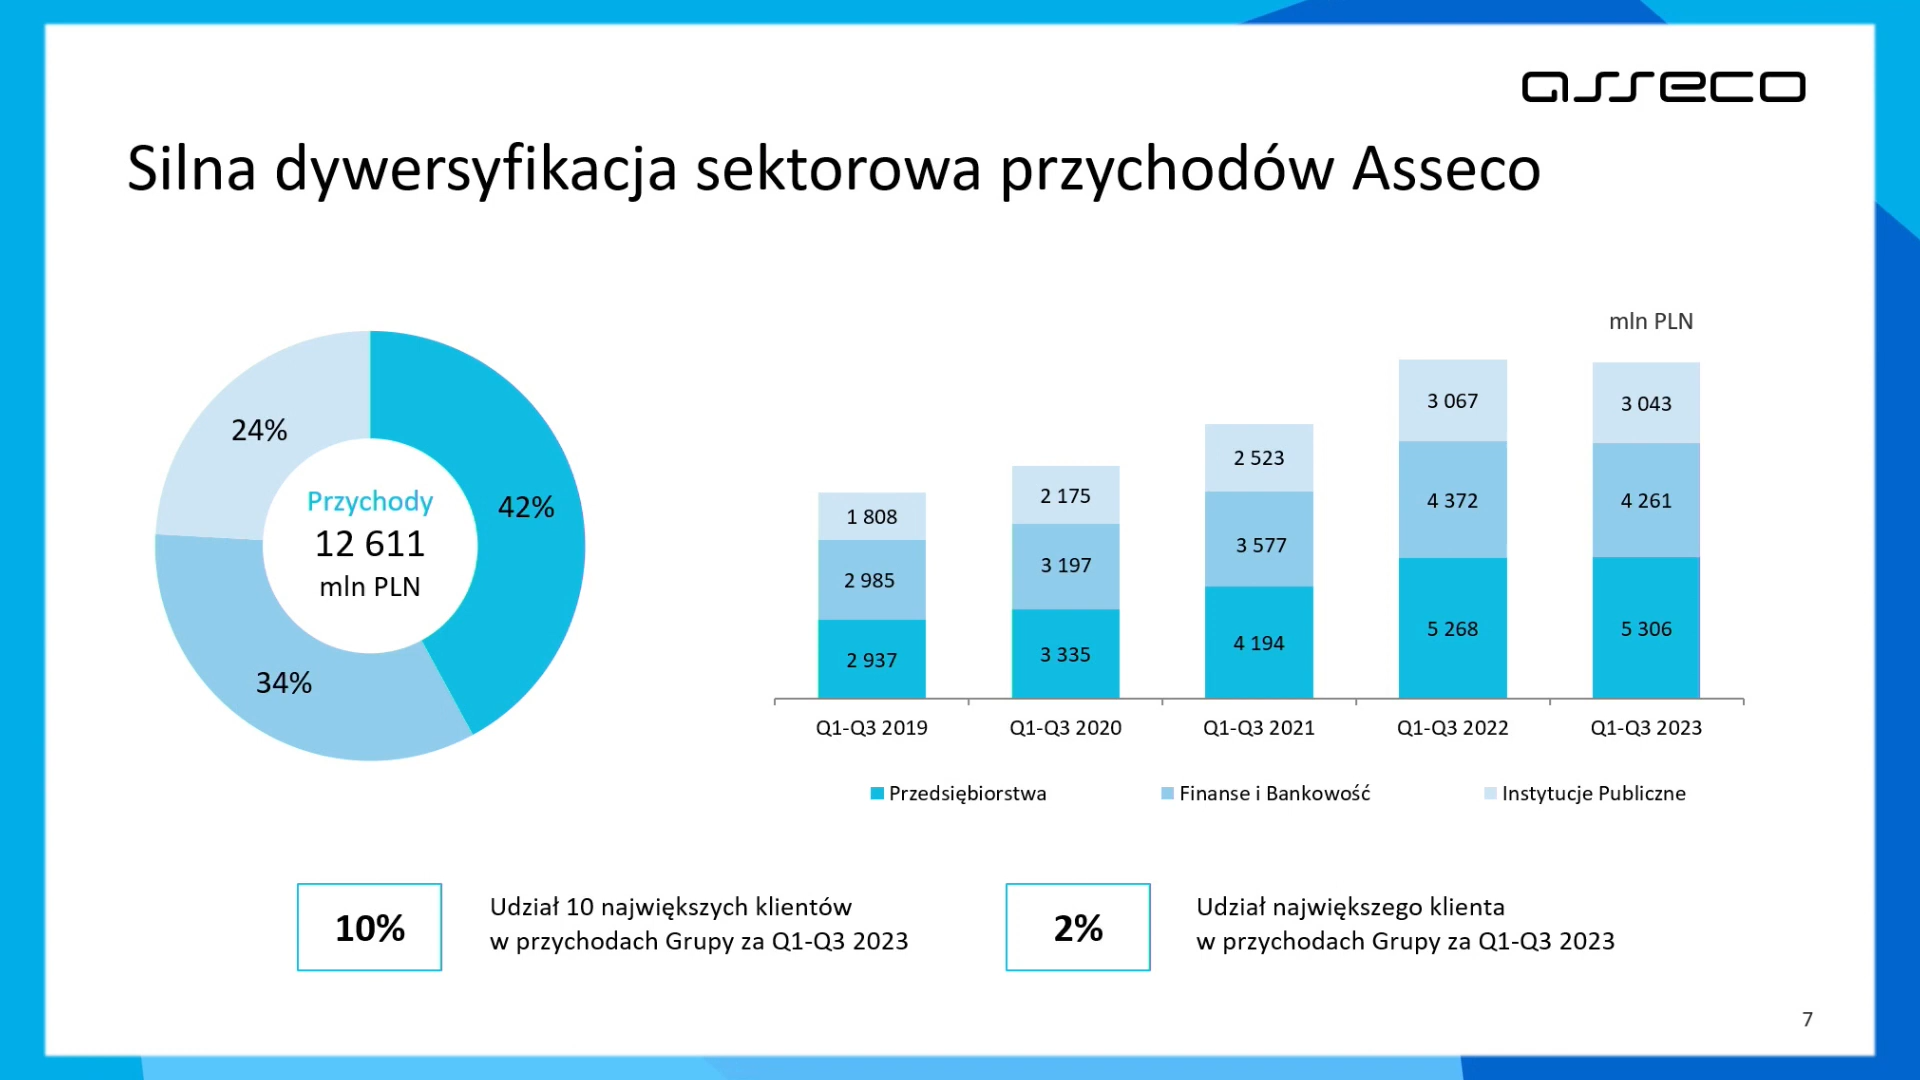 asseco
Silna dywersyfikacja sektorowa przychodów Asseco
24%
42%
34%
Przychody
12 611
mln PLN
mln PLN
1 808
2 985
2 937
2 175
3 197
3 335
2 523
3 577
4 194
3 067
4 372
5 268
3 043
4 261
5 306
Q1-Q3 2019
Q1-Q3 2020
Q1-Q3 2021
Q1-Q3 2022
Q1-Q3 2023
Przedsiębiorstwa
Finanse i Bankowość
Instytucje Publiczne
10%
Udział 10 największych klientów
w przychodach Grupy za Q1-Q3 2023
2%
Udział największego klienta
w przychodach Grupy za Q1-Q3 2023
7